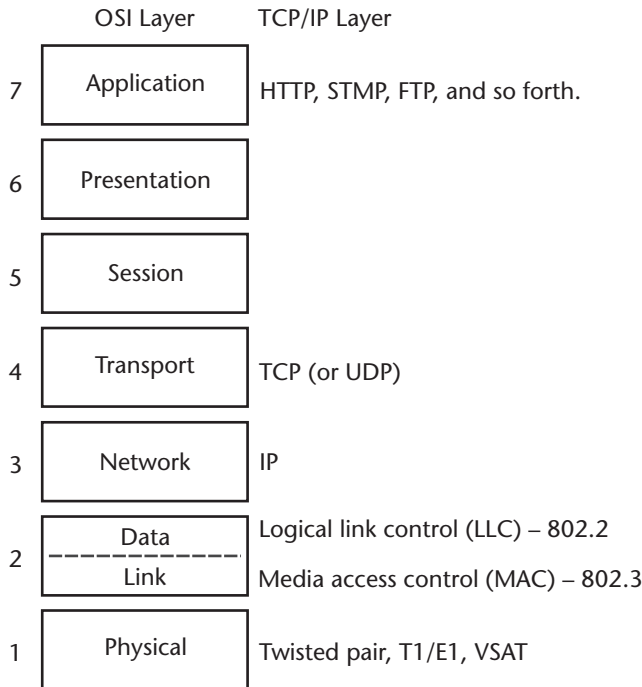 OSI Layer TCP/IP Layer
7 Application HTTP, STMP, FTP, and so forth.
6 Presentation
5 Session
4 Transport TCP (or UDP)
3 Network IP
Data Logical link control (LLC) – 802.2
2
Link Media access control (MAC) – 802.3
1 Physical Twisted pair, T1/E1, VSAT